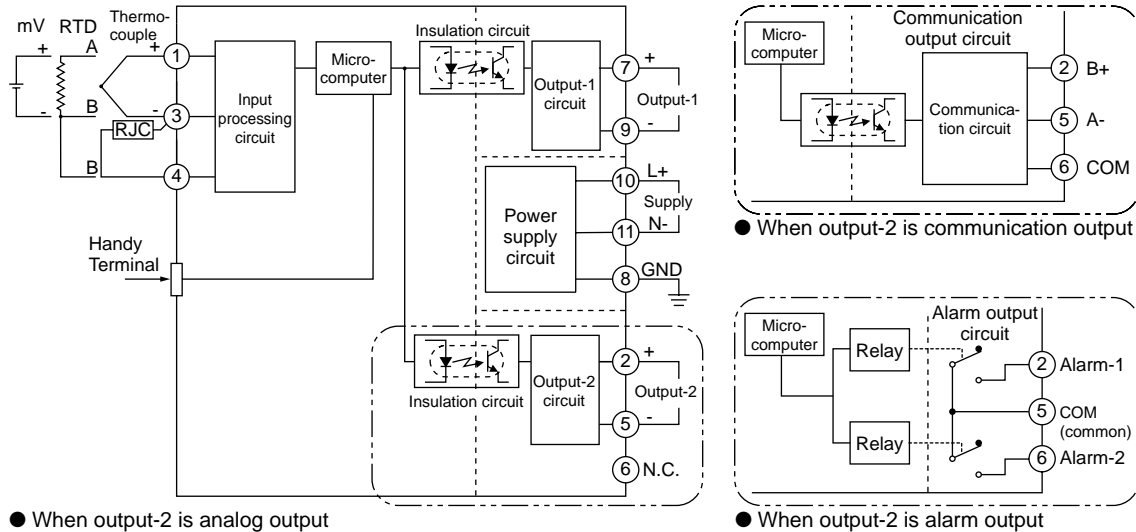 mV RTD Thermo-
couple
+ A + 1
- B - 3
RJC
B 4
Input
processing
circuit
Micro-
computer
Insulation circuit
Output-1
circuit
7 +
Output-1
9 -
10 L+
Supply
11 N-
8 GND
Power
supply
circuit
Handy
Terminal
Insulation circuit
Output-2
circuit
2 +
Output-2
5 -
6 N.C.
● When output-2 is analog output
Communication
output circuit
Micro-
computer
Communica-
tion circuit
2 B+
5 A-
6 COM
● When output-2 is communication output
Alarm output
circuit
Micro-
computer
Relay
Relay
2 Alarm-1
5 COM
(common)
6 Alarm-2
● When output-2 is alarm output